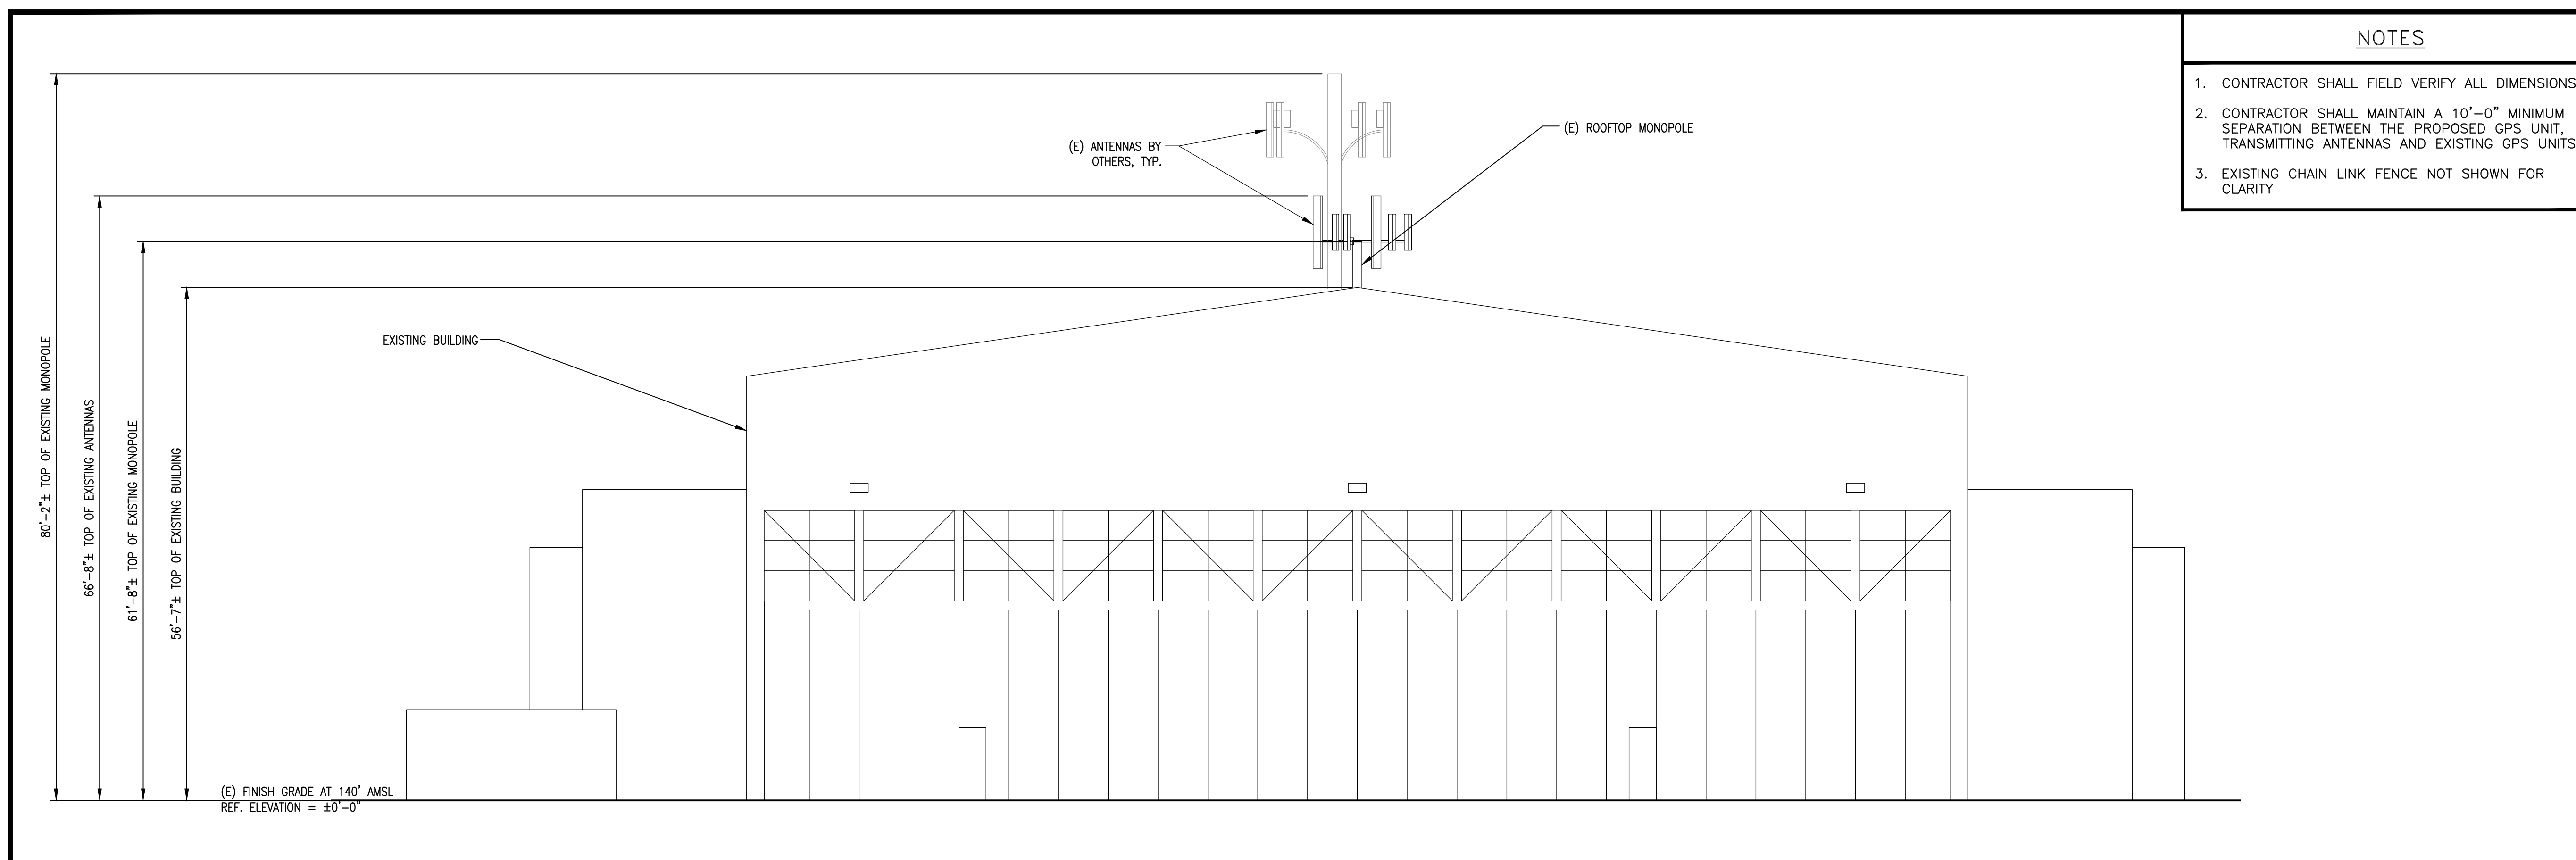 NOTES
1. CONTRACTOR SHALL FIELD VERIFY ALL DIMENSIONS
2. CONTRACTOR SHALL MAINTAIN A 10'-0" MINIMUM
SEPARATION BETWEEN THE PROPOSED GPS UNIT,
TRANSMITTING ANTENNAS AND EXISTING GPS UNITS
3. EXISTING CHAIN LINK FENCE NOT SHOWN FOR
CLARITY
(E) ROOFTOP MONOPOLE
(E) ANTENNAS BY
OTHERS, TYP.
EXISTING BUILDING
80'-2"± TOP OF EXISTING MONOPOLE
66'-8"± TOP OF EXISTING ANTENNAS
61'-8"± TOP OF EXISTING MONOPOLE
56'-7"± TOP OF EXISTING BUILDING
(E) FINISH GRADE AT 140' AMSL
REF. ELEVATION = ±0'-0"